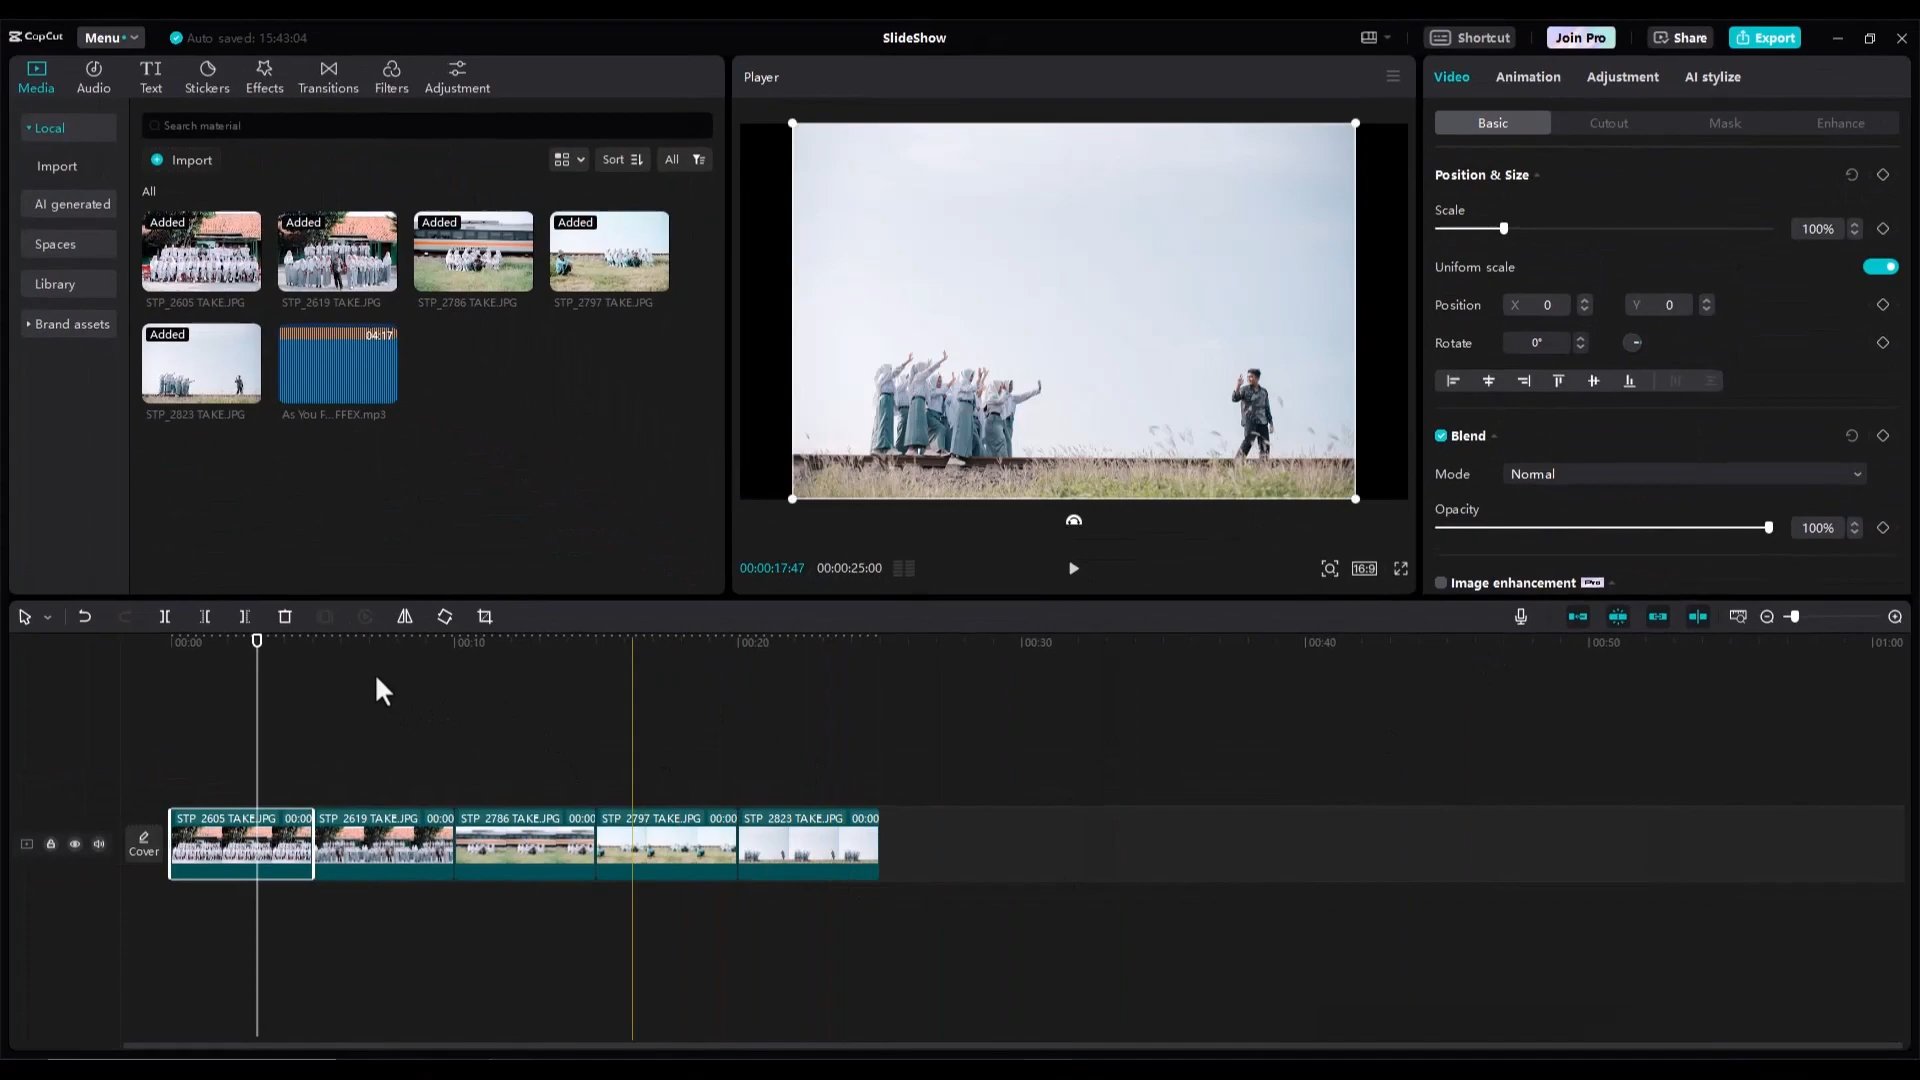 CapCut
Menu
Auto saved: 15:43:04
SlideShow
Shortcut
Join Pro
Share
Export
Media
Audio
Text
Stickers
Effects
Transitions
Filters
Adjustment
Local
Import
AI generated
Spaces
Library
Brand assets
Search material
Import
Sort
All
All
Added
Added
Added
Added
STP_2605 TAKE.JPG
STP_2619 TAKE.JPG
STP_2786 TAKE.JPG
STP_2797 TAKE.JPG
Added
04:17
STP_2823 TAKE.JPG
As You F...FFEX.mp3
Player
00:00:17:47
00:00:25:00
16:9
Video
Animation
Adjustment
AI stylize
Basic
Cutout
Mask
Enhance
Position & Size
Scale
100%
Uniform scale
Position
X 0
Y 0
Rotate
0°
Blend
Mode
Normal
Opacity
100%
Image enhancement Pro
00:00
00:10
00:20
00:30
00:40
00:50
01:00
Cover
STP_2605 TAKE.JPG 00:00
STP_2619 TAKE.JPG 00:00
STP_2786 TAKE.JPG 00:00
STP_2797 TAKE.JPG 00:00
STP_2823 TAKE.JPG 00:00